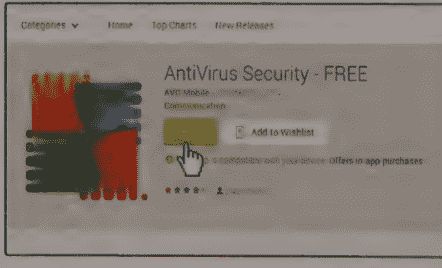 Categories Home Top Charts New Releases
AntiVirus Security - FREE
AVG Mobile
Communication
Add to Wishlist
is compatible with your device. Offers in app purchases